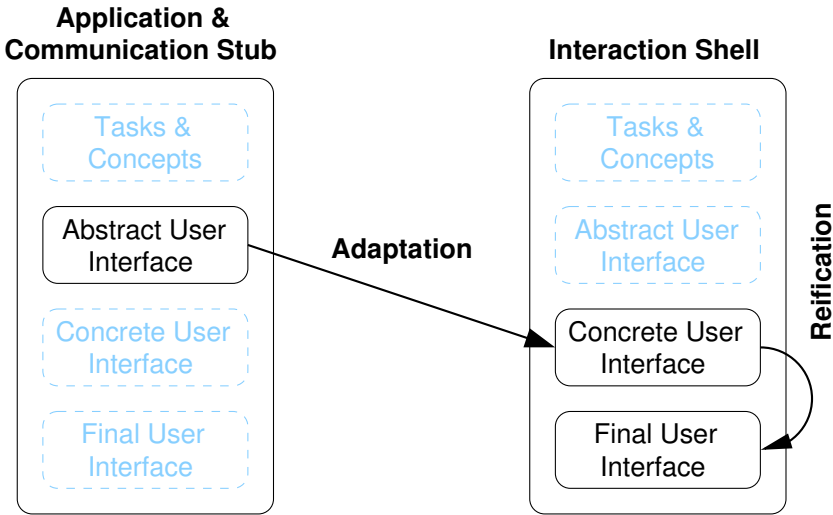 Application &
Communication Stub
Tasks &
Concepts
Abstract User
Interface
Concrete User
Interface
Final User
Interface
Adaptation
Interaction Shell
Tasks &
Concepts
Abstract User
Interface
Concrete User
Interface
Final User
Interface
Reification